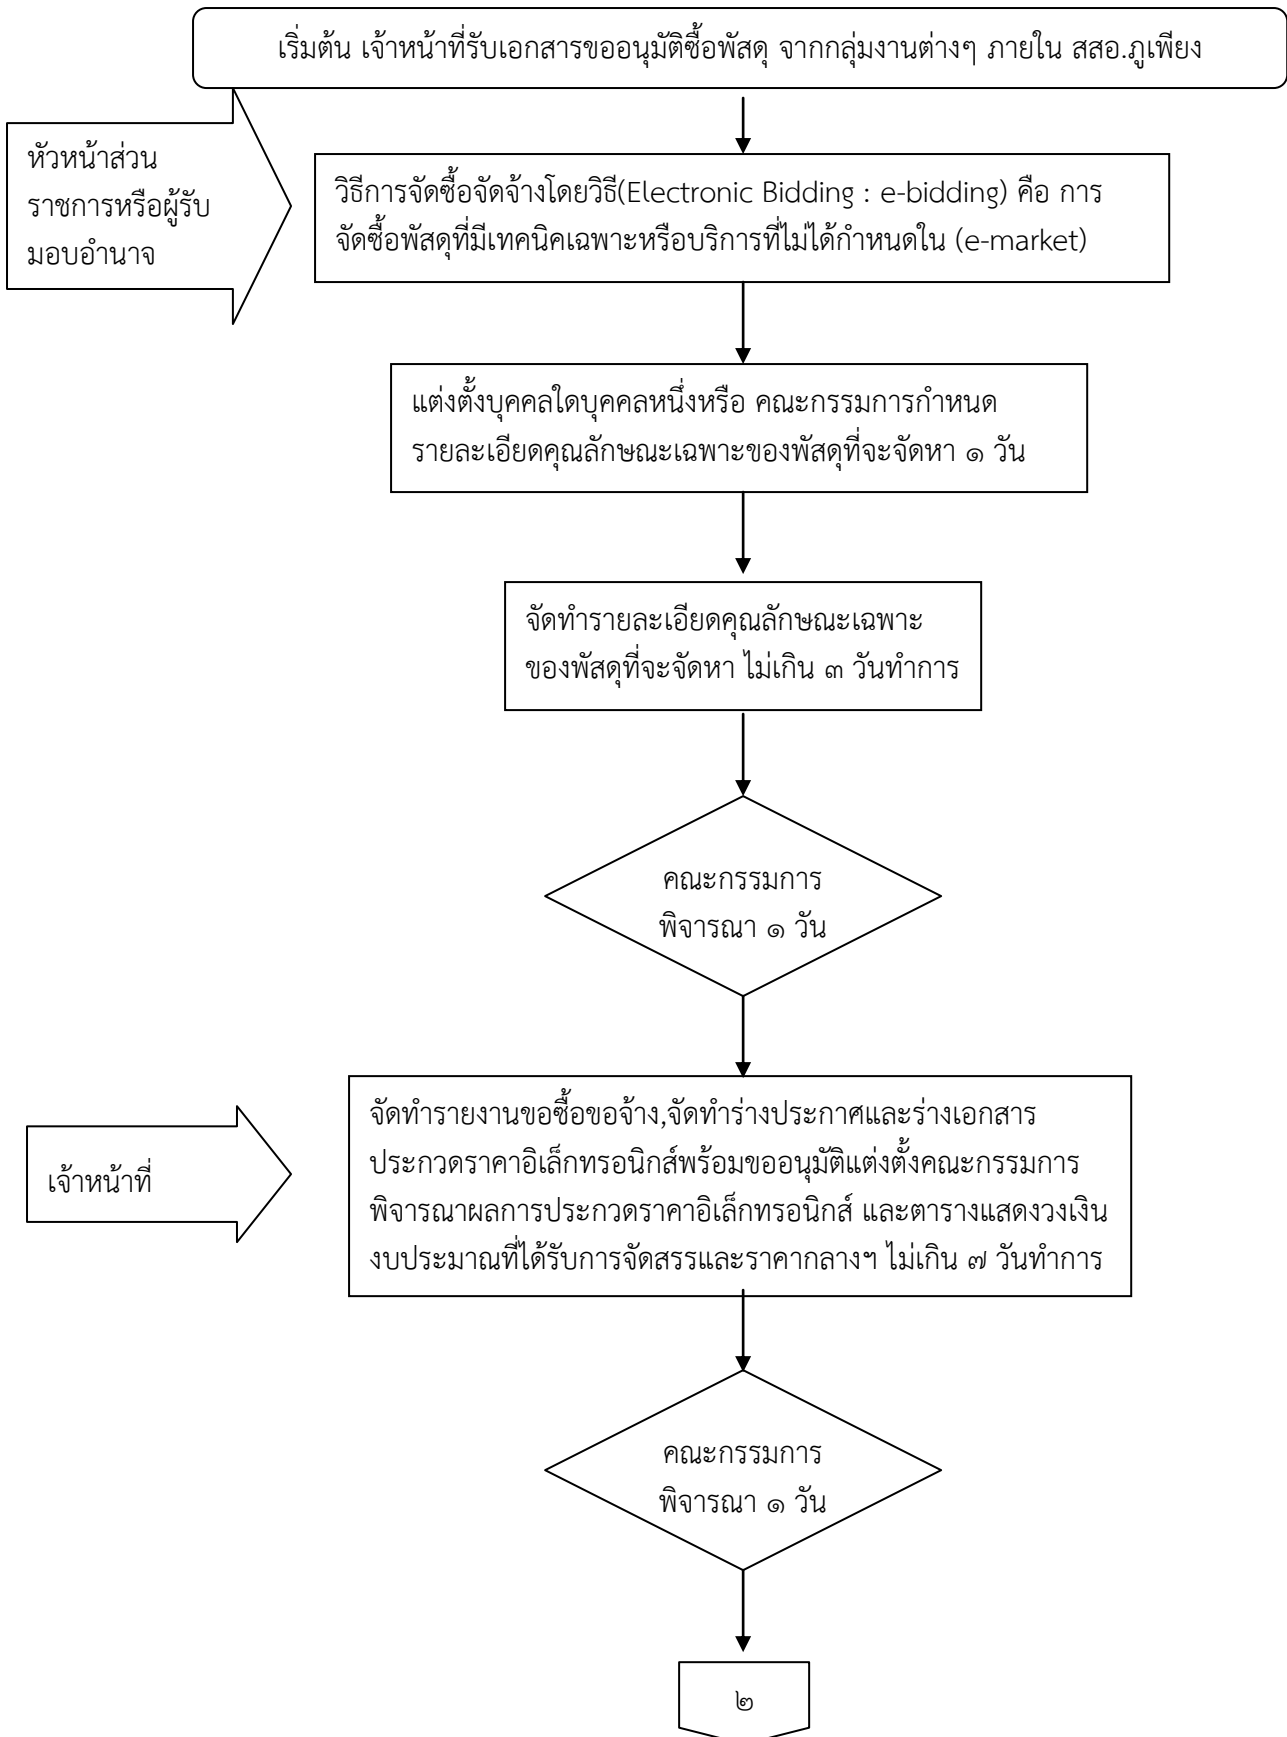 เริ่มต้น เจ้าหน้าที่รับเอกสารขออนุมัติซื้อพัสดุ จากกลุ่มงานต่างๆ ภายใน สสอ.ภูเพียง
หัวหน้าส่วน
ราชการหรือผู้รับ
มอบอำนาจ
วิธีการจัดซื้อจัดจ้างโดยวิธี(Electronic Bidding : e-bidding) คือ การ
จัดซื้อพัสดุที่มีเทคนิคเฉพาะหรือบริการที่ไม่ได้กำหนดใน (e-market)
แต่งตั้งบุคคลใดบุคคลหนึ่งหรือ คณะกรรมการกำหนด
รายละเอียดคุณลักษณะเฉพาะของพัสดุที่จะจัดหา ๑ วัน
จัดทำรายละเอียดคุณลักษณะเฉพาะ
ของพัสดุที่จะจัดหา ไม่เกิน ๓ วันทำการ
คณะกรรมการ
พิจารณา ๑ วัน
เจ้าหน้าที่
จัดทำรายงานขอซื้อขอจ้าง,จัดทำร่างประกาศและร่างเอกสาร
ประกวดราคาอิเล็กทรอนิกส์พร้อมขออนุมัติแต่งตั้งคณะกรรมการ
พิจารณาผลการประกวดราคาอิเล็กทรอนิกส์ และตารางแสดงวงเงิน
งบประมาณที่ได้รับการจัดสรรและราคากลางฯ ไม่เกิน ๗ วันทำการ
คณะกรรมการ
พิจารณา ๑ วัน
๒